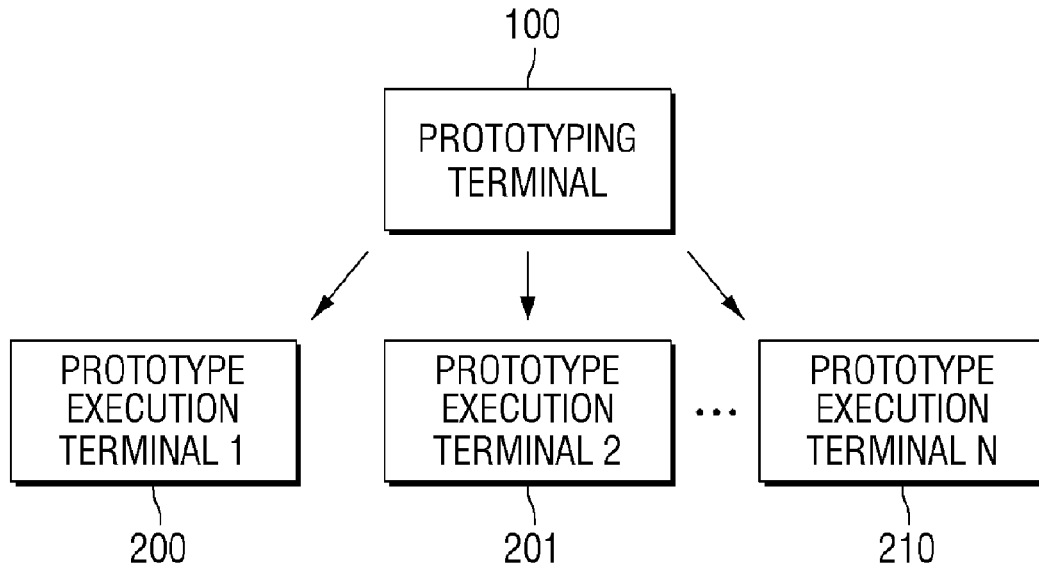 100
PROTOTYPING
TERMINAL
PROTOTYPE
EXECUTION
TERMINAL 1
PROTOTYPE
EXECUTION
TERMINAL 2
...
PROTOTYPE
EXECUTION
TERMINAL N
200
201
210